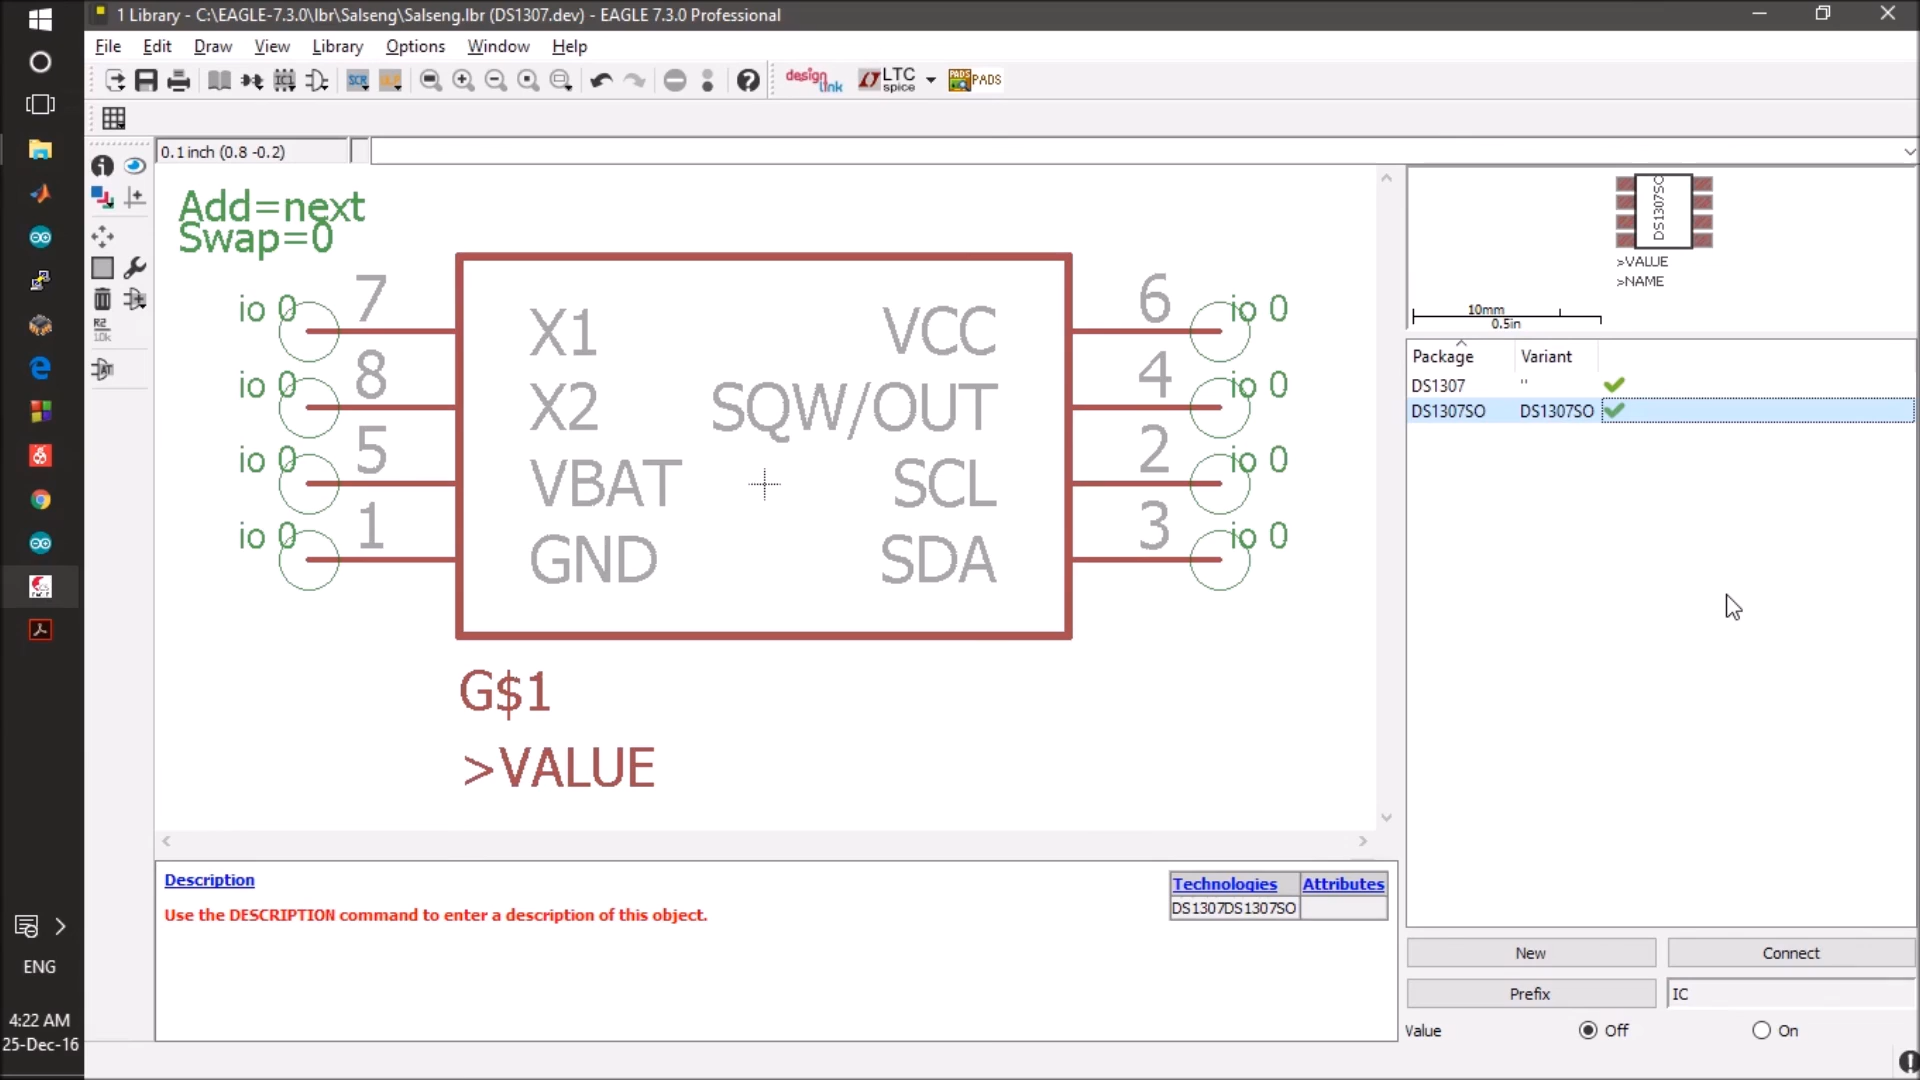 1 Library - C:\EAGLE-7.3.0\lbr\Salseng\Salseng.lbr (DS1307.dev) - EAGLE 7.3.0 Professional
File Edit Draw View Library Options Window Help
SCR ULP design link LTC spice PADS PADS
0.1 inch (0.8 -0.2)
R2
10k
Add=next
Swap=0
io 0 7 X1 VCC 6 io 0
io 0 8 X2 SQW/OUT 4 io 0
io 0 5 VBAT SCL 2 io 0
io 0 1 GND SDA 3 io 0
G$1
>VALUE
DS1307SO
>VALUE
>NAME
10mm
0.5in
Package Variant
DS1307 ''
DS1307SO DS1307SO
Description
Use the DESCRIPTION command to enter a description of this object.
Technologies Attributes
DS1307DS1307SO
New Connect
Prefix IC
Value Off On
ENG
4:22 AM
25-Dec-16